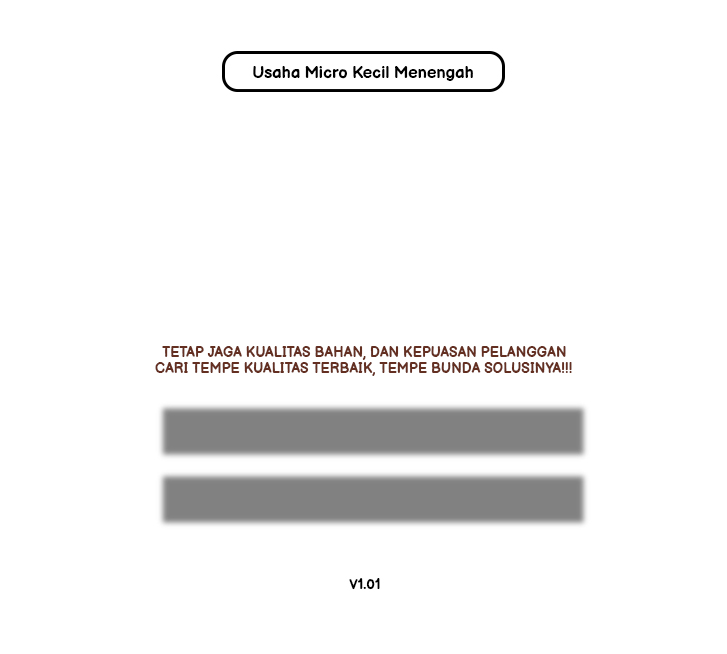 Usaha Micro Kecil Menengah
TETAP JAGA KUALITAS BAHAN, DAN KEPUASAN PELANGGAN
CARI TEMPE KUALITAS TERBAIK, TEMPE BUNDA SOLUSINYA!!!
V1.01